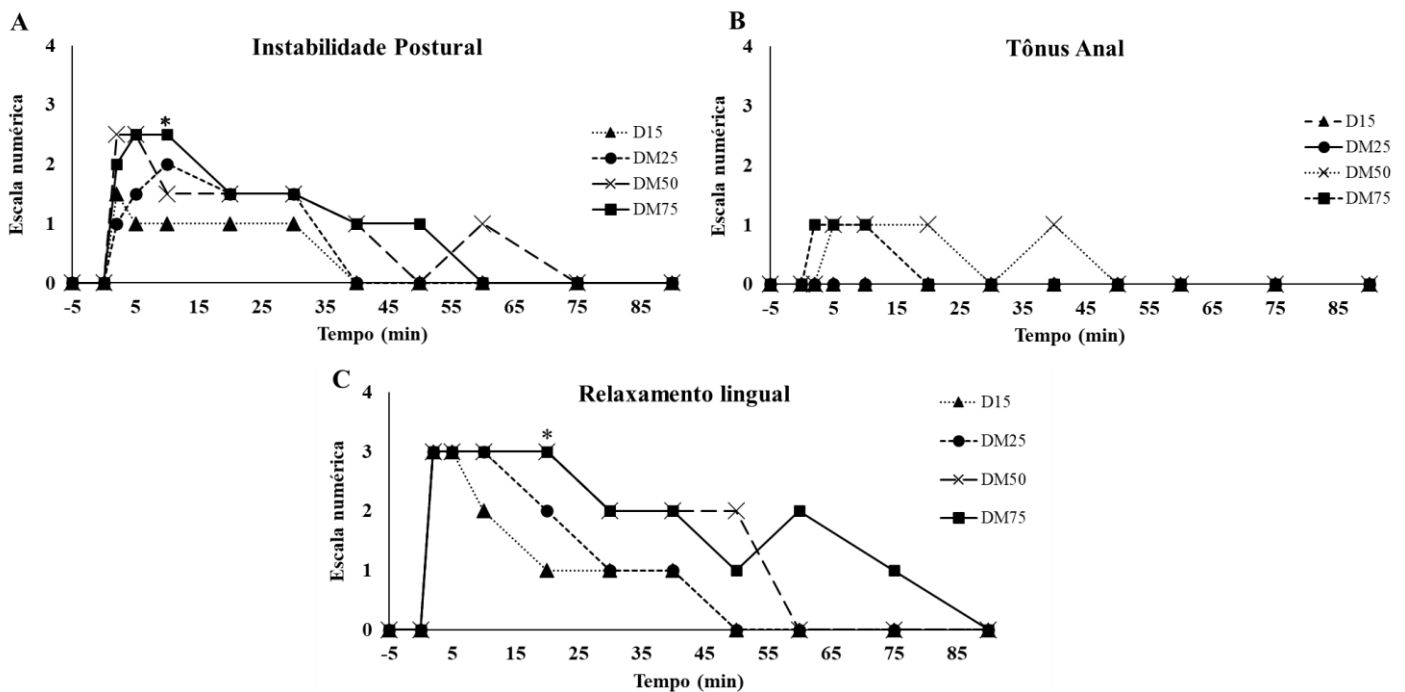 A
Instabilidade Postural
4
3
2
1
0
Escala numérica
*
D15
DM25
DM50
DM75
-5 5 15 25 35 45 55 65 75 85
Tempo (min)
B
Tônus Anal
4
3
2
1
0
Escala numérica
D15
DM25
DM50
DM75
-5 5 15 25 35 45 55 65 75 85
Tempo (min)
C
Relaxamento lingual
4
3
2
1
0
Escala numérica
*
D15
DM25
DM50
DM75
-5 5 15 25 35 45 55 65 75 85
Tempo (min)